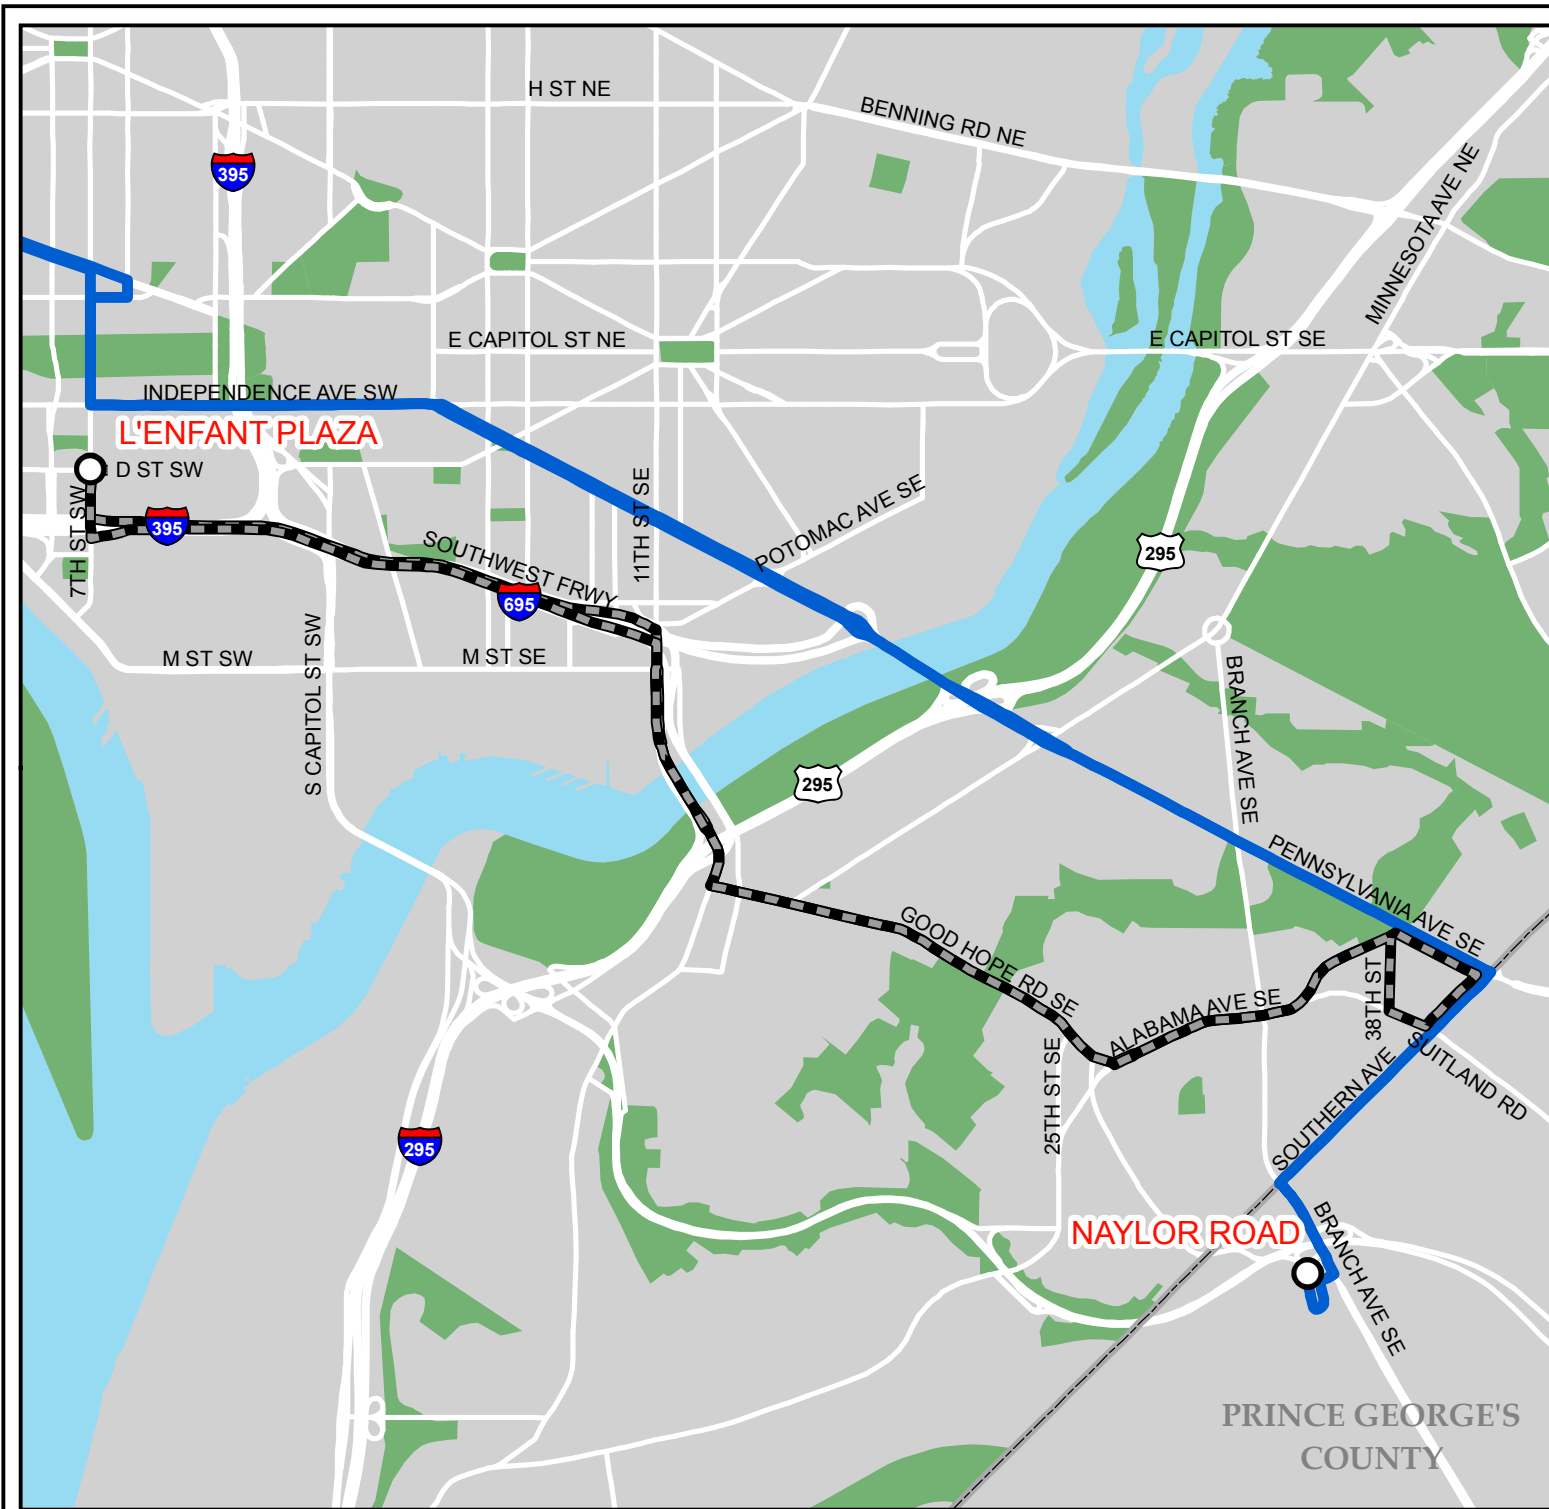 H ST NE
BENNING RD NE
395
MINNESOTA AVE NE
E CAPITOL ST NE
E CAPITOL ST SE
INDEPENDENCE AVE SW
L'ENFANT PLAZA
D ST SW
7TH ST SW
395
SOUTHWEST FRWY
11TH ST SE
POTOMAC AVE SE
295
695
M ST SW
M ST SE
S CAPITOL ST SW
BRANCH AVE SE
295
PENNSYLVANIA AVE SE
GOOD HOPE RD SE
ALABAMA AVE SE
38TH ST
SUITLAND RD
25TH ST SE
SOUTHERN AVE
295
NAYLOR ROAD
BRANCH AVE SE
PRINCE GEORGE'S
COUNTY